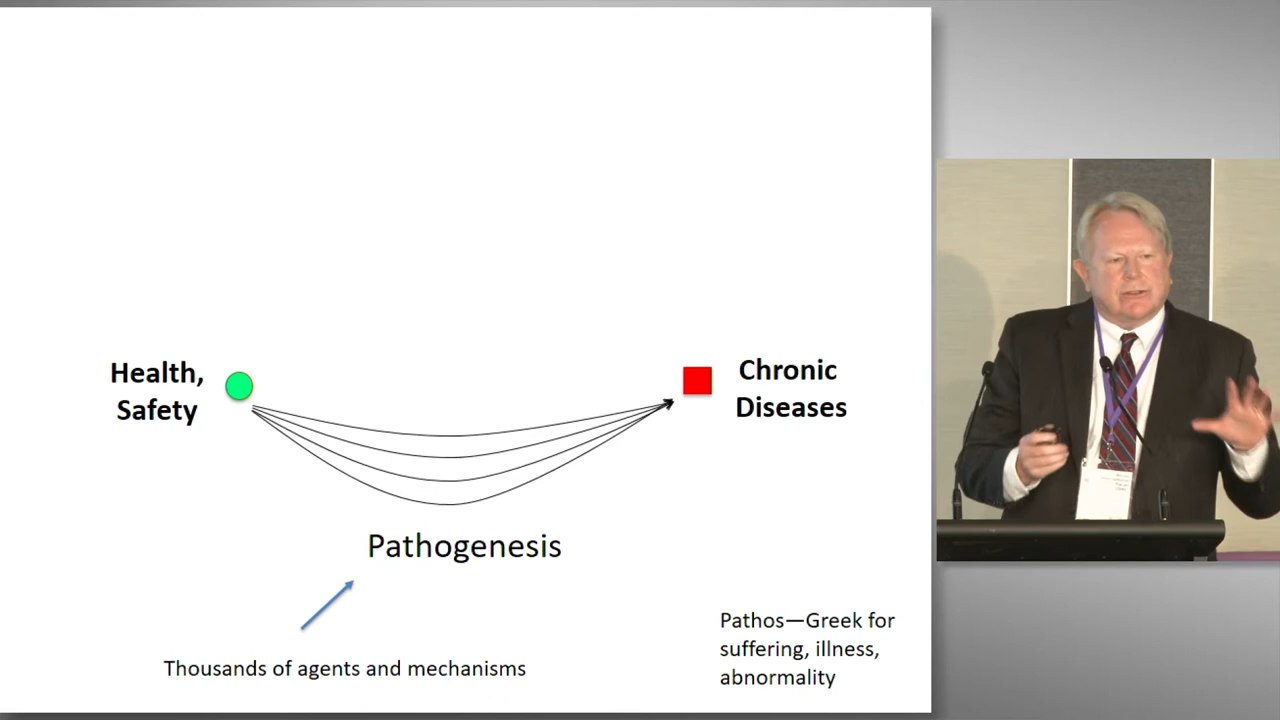 Health,
Safety
Chronic
Diseases
Pathogenesis
Thousands of agents and mechanisms
Pathos—Greek for
suffering, illness,
abnormality